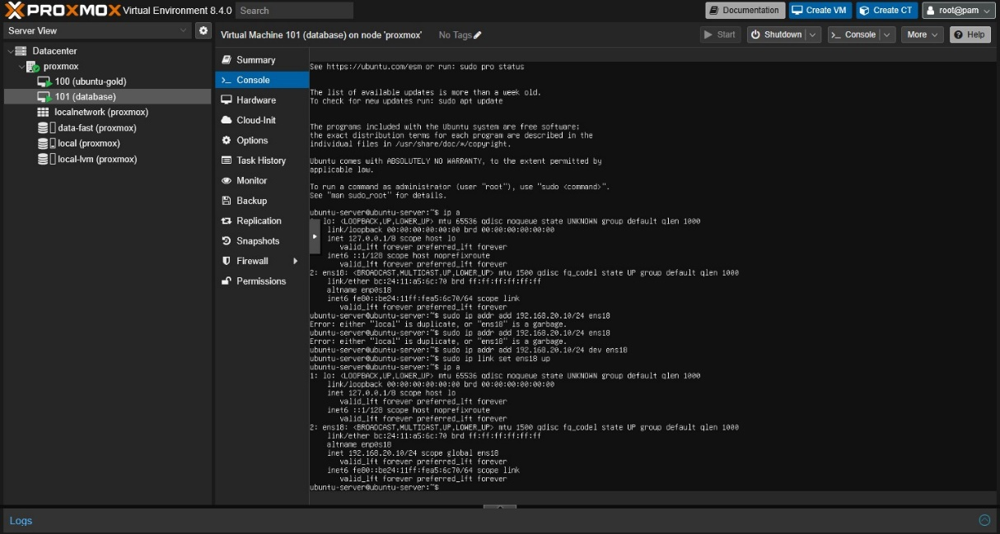 PROXMOX Virtual Environment 8.4.0 Search Documentation Create VM Create CT root@pam
Server View
Virtual Machine 101 (database) on node 'proxmox' No Tags Start Shutdown Console More Help
Datacenter
proxmox
100 (ubuntu-gold)
101 (database)
localnetwork (proxmox)
data-fast (proxmox)
local (proxmox)
local-lvm (proxmox)
Summary
Console
Hardware
Cloud-Init
Options
Task History
Monitor
Backup
Replication
Snapshots
Firewall
Permissions
See https://ubuntu.com/esm or run: sudo pro status
The list of available updates is more than a week old.
To check for new updates run: sudo apt update
The programs included with the Ubuntu system are free software;
the exact distribution terms for each program are described in the
individual files in /usr/share/doc/*/copyright.
Ubuntu comes with ABSOLUTELY NO WARRANTY, to the extent permitted by
applicable law.
To run a command as administrator (user "root"), use "sudo <command>".
See "man sudo_root" for details.
ubuntu-server@ubuntu-server:~$ ip a
lo: <LOOPBACK,UP,LOWER_UP> mtu 65536 qdisc noqueue state UNKNOWN group default qlen 1000
link/loopback 00:00:00:00:00:00 brd 00:00:00:00:00:00
inet 127.0.0.1/8 scope host lo
valid_lft forever preferred_lft forever
inet6 ::1/128 scope host noprefixroute
valid_lft forever preferred_lft forever
2: ens18: <BROADCAST,MULTICAST,UP,LOWER_UP> mtu 1500 qdisc fq_codel state UP group default qlen 1000
link/ether bc:24:11:a5:6c:70 brd ff:ff:ff:ff:ff:ff
altname enp0s18
inet6 fe80::be24:11ff:fea5:6c70/64 scope link
valid_lft forever preferred_lft forever
ubuntu-server@ubuntu-server:~$ sudo ip addr add 192.168.20.10/24 ens18
Error: either "local" is duplicate, or "ens18" is a garbage.
ubuntu-server@ubuntu-server:~$ sudo ip addr add 192.168.20.10/24 ens18
Error: either "local" is duplicate, or "ens18" is a garbage.
ubuntu-server@ubuntu-server:~$ sudo ip addr add 192.168.20.10/24 dev ens18
ubuntu-server@ubuntu-server:~$ sudo ip link set ens18 up
ubuntu-server@ubuntu-server:~$ ip a
1: lo: <LOOPBACK,UP,LOWER_UP> mtu 65536 qdisc noqueue state UNKNOWN group default qlen 1000
link/loopback 00:00:00:00:00:00 brd 00:00:00:00:00:00
inet 127.0.0.1/8 scope host lo
valid_lft forever preferred_lft forever
inet6 ::1/128 scope host noprefixroute
valid_lft forever preferred_lft forever
2: ens18: <BROADCAST,MULTICAST,UP,LOWER_UP> mtu 1500 qdisc fq_codel state UP group default qlen 1000
link/ether bc:24:11:a5:6c:70 brd ff:ff:ff:ff:ff:ff
altname enp0s18
inet 192.168.20.10/24 scope global ens18
valid_lft forever preferred_lft forever
inet6 fe80::be24:11ff:fea5:6c70/64 scope link
valid_lft forever preferred_lft forever
ubuntu-server@ubuntu-server:~$
Logs